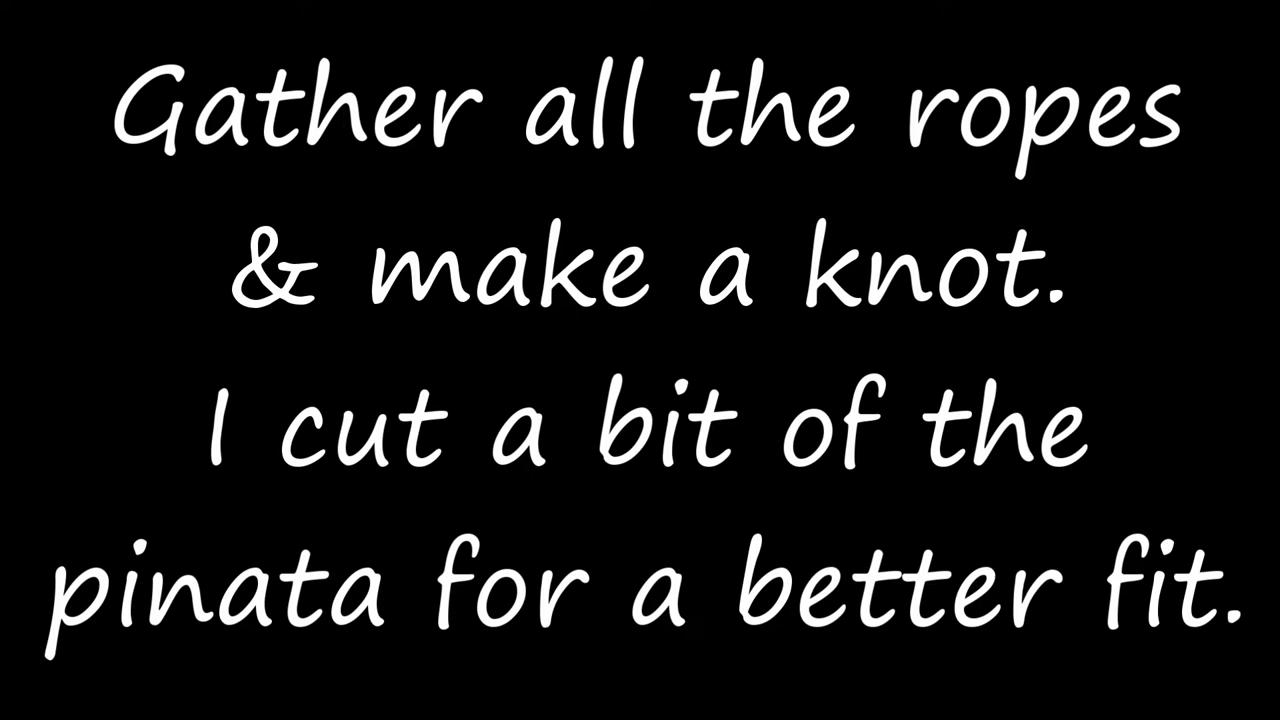 Gather all the ropes
& make a knot.
I cut a bit of the
pinata for a better fit.